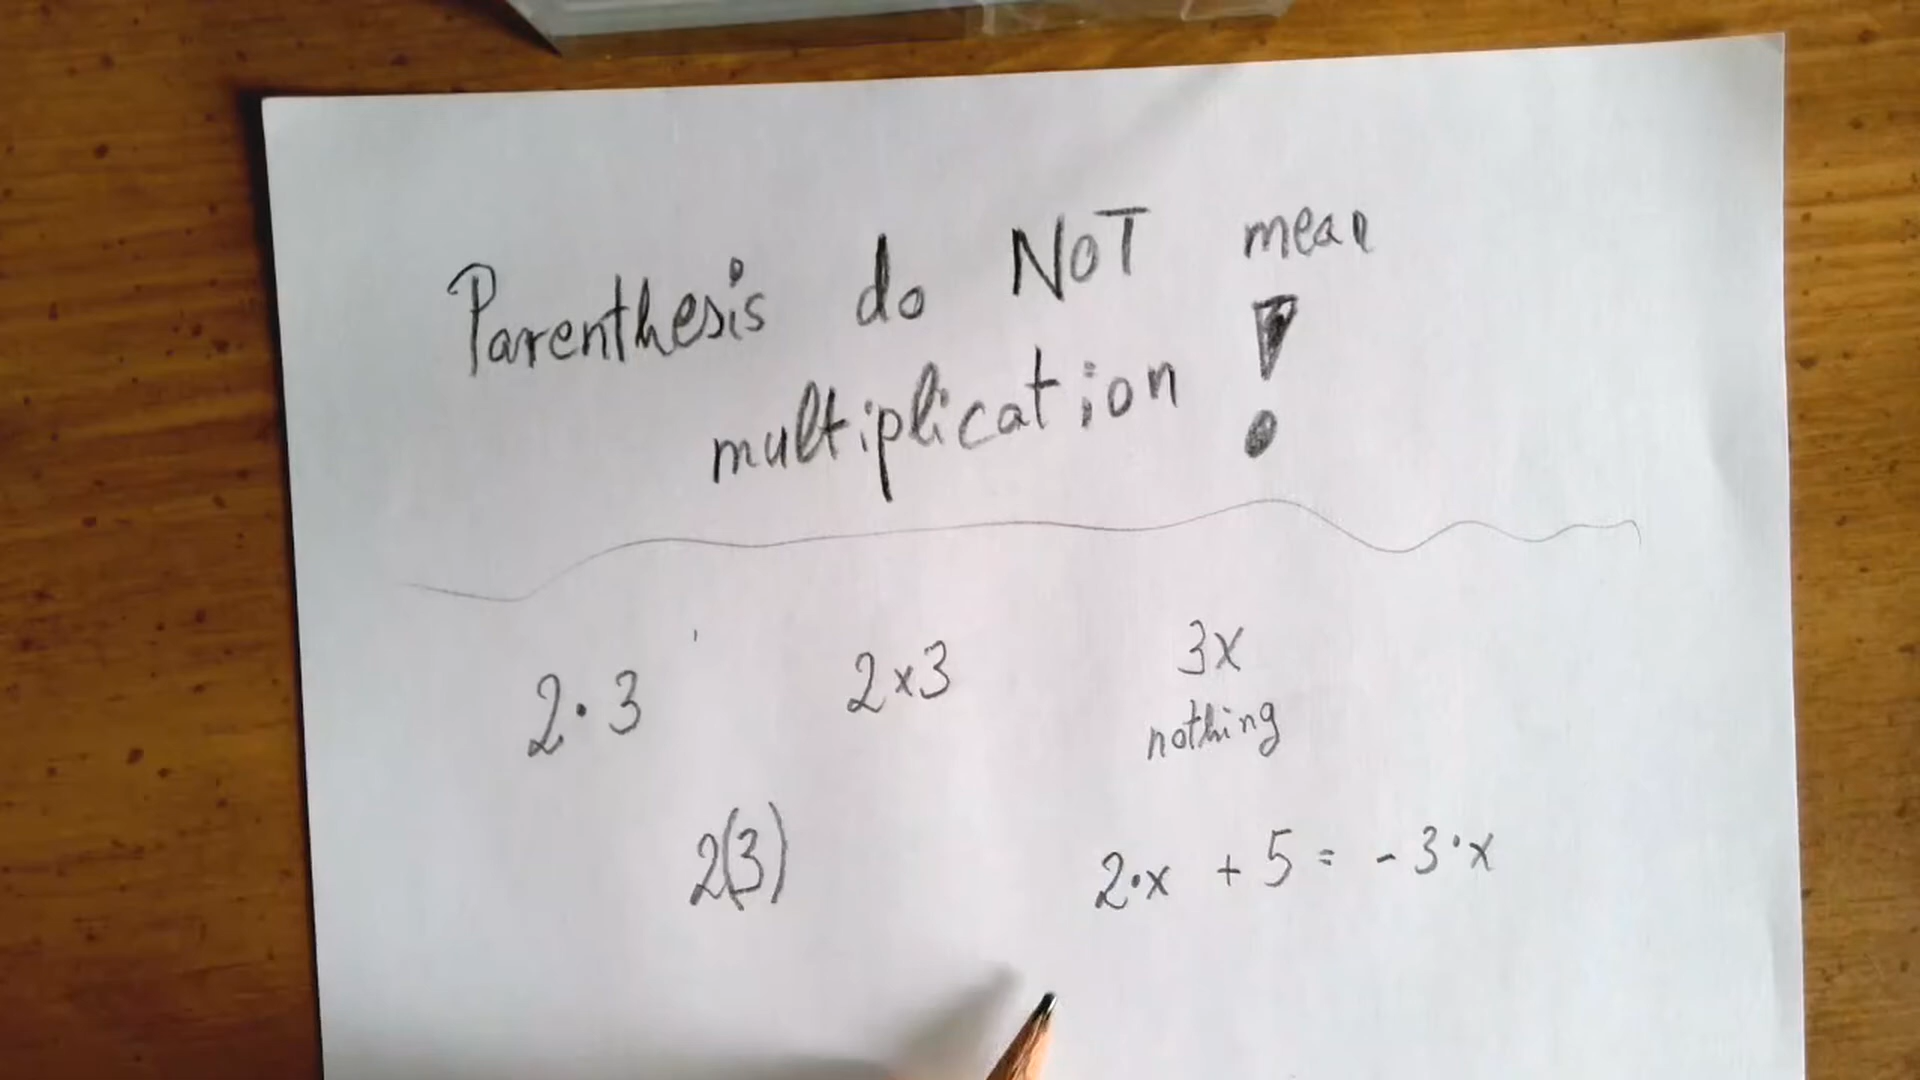 Parenthesis do NOT mean
multiplication !
2·3 2×3 3x
nothing
2(3) 2·x + 5 = -3·x